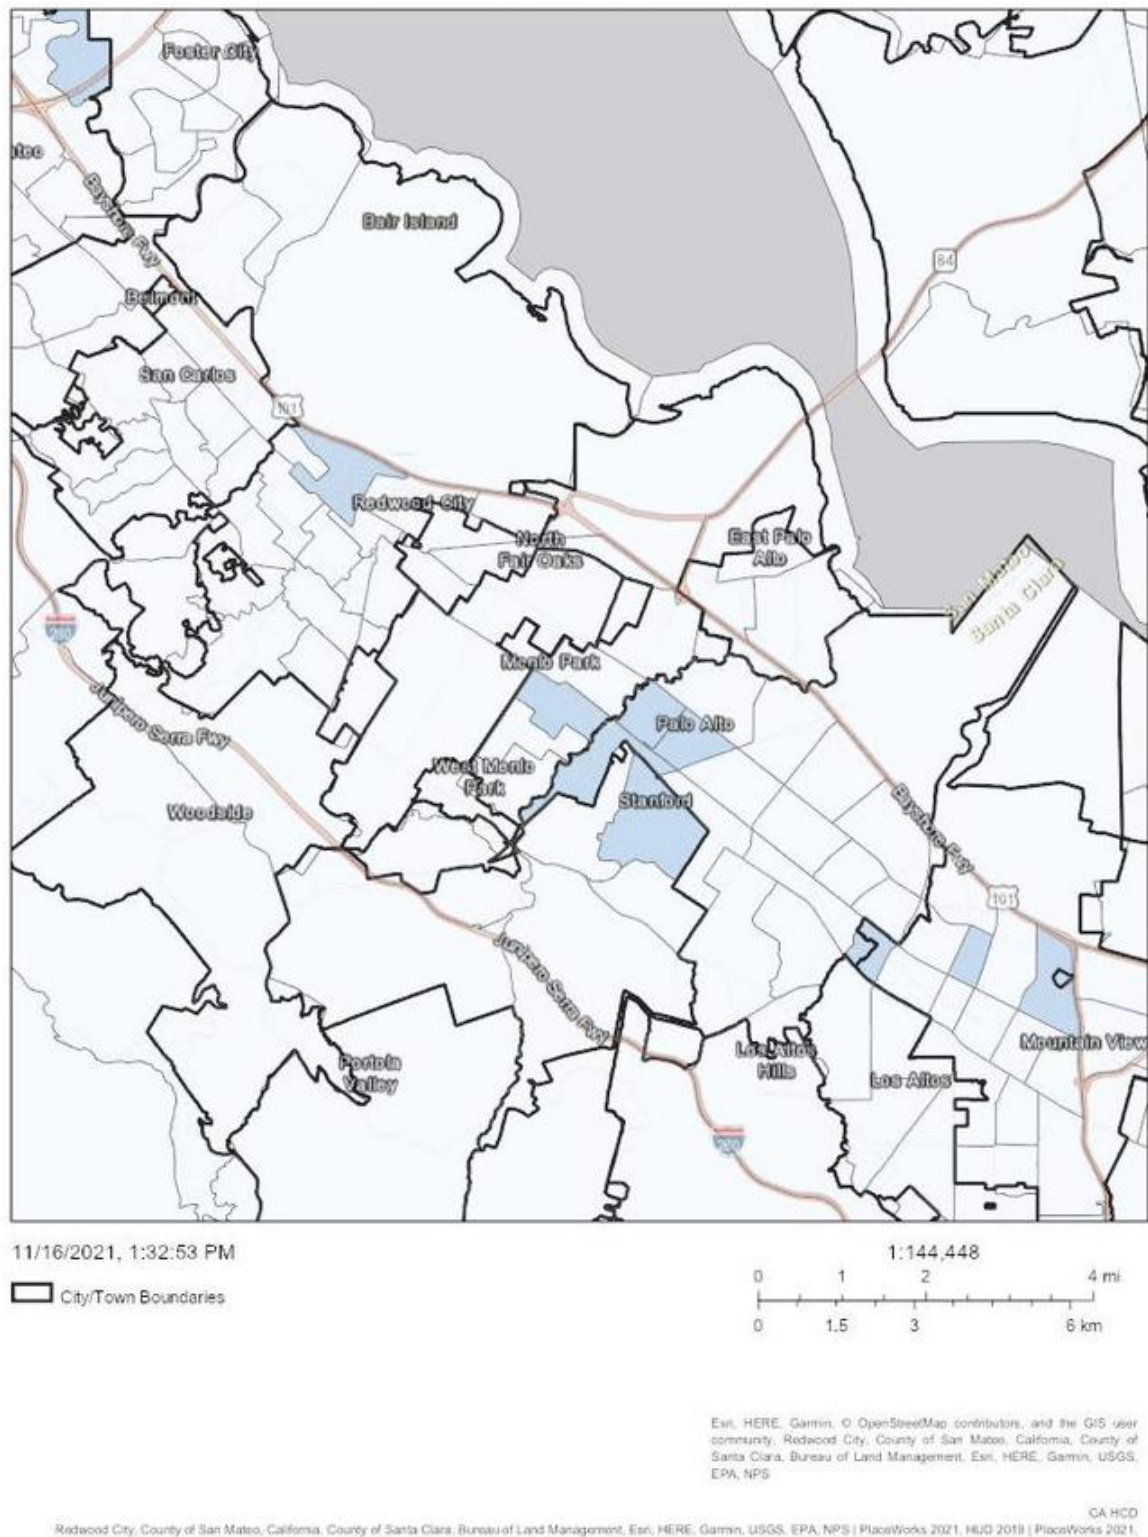 Foster City
ateo
Bayshore Fwy
Bair Island
84
Belmont
San Carlos
101
Redwood City
North
Fair Oaks
East Palo
Alto
San Mateo
Santa Clara
280
Menlo Park
Junipero Serra Fwy
Palo Alto
West Menlo
Park
Stanford
Woodside
Bayshore Fwy
101
Junipero Serra Fwy
Mountain View
Los Altos
Hills
Portola
Valley
Los Altos
280
11/16/2021, 1:32:53 PM
City/Town Boundaries
1:144,448
0 1 2 4 mi
0 1.5 3 6 km
Esri, HERE, Garmin, © OpenStreetMap contributors, and the GIS user
community, Redwood City, County of San Mateo, California, County of
Santa Clara, Bureau of Land Management, Esri, HERE, Garmin, USGS,
EPA, NPS
CA HCD
Redwood City, County of San Mateo, California, County of Santa Clara, Bureau of Land Management, Esri, HERE, Garmin, USGS, EPA, NPS | PlaceWorks 2021, HUD 2019 | PlaceWorks 2021,